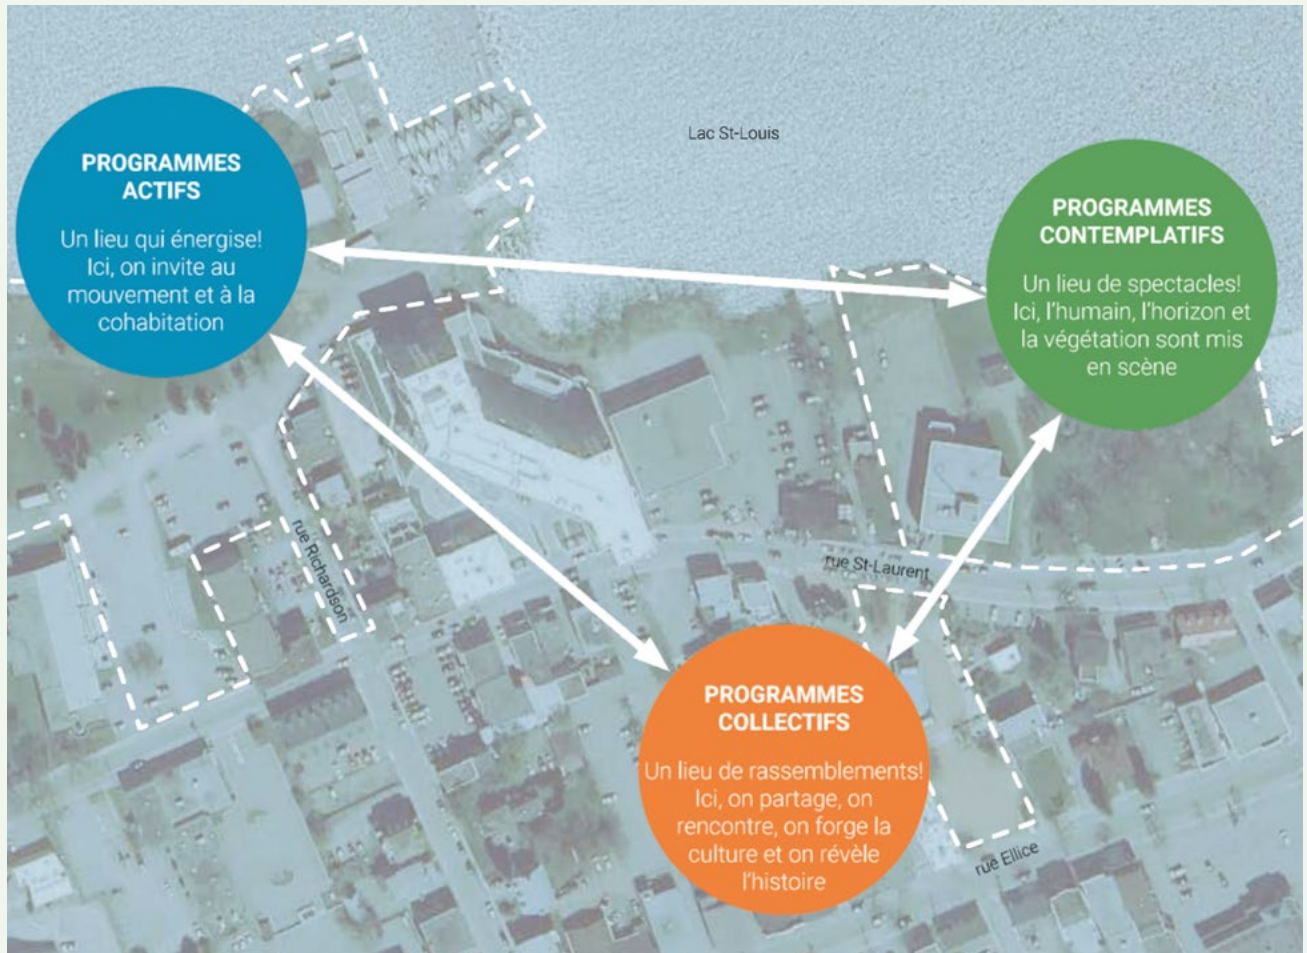 Lac St-Louis
PROGRAMMES
ACTIFS
Un lieu qui énergise!
Ici, on invite au
mouvement et à la
cohabitation
PROGRAMMES
CONTEMPLATIFS
Un lieu de spectacles!
Ici, l'humain, l'horizon et
la végétation sont mis
en scène
rue Richardson
rue St-Laurent
PROGRAMMES
COLLECTIFS
Un lieu de rassemblements!
Ici, on partage, on
rencontre, on forge la
culture et on révèle
l'histoire
rue Ellice